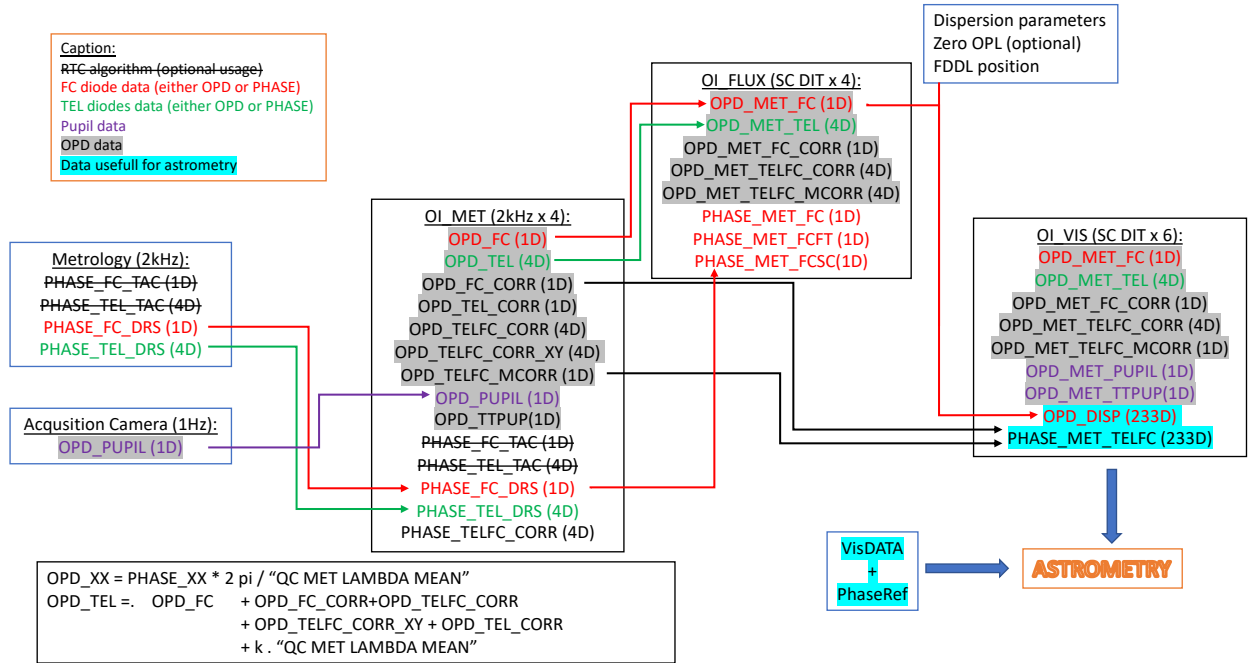 Caption:
RTC algorithm (optional usage)
FC diode data (either OPD or PHASE)
TEL diodes data (either OPD or PHASE)
Pupil data
OPD data
Data usefull for astrometry
Metrology (2kHz):
PHASE_FC_TAC (1D)
PHASE_TEL_TAC (4D)
PHASE_FC_DRS (1D)
PHASE_TEL_DRS (4D)
Acqusition Camera (1Hz):
OPD_PUPIL (1D)
OI_MET (2kHz x 4):
OPD_FC (1D)
OPD_TEL (4D)
OPD_FC_CORR (1D)
OPD_TEL_CORR (1D)
OPD_TELFC_CORR (4D)
OPD_TELFC_CORR_XY (4D)
OPD_TELFC_MCORR (1D)
OPD_PUPIL (1D)
OPD_TTPUP(1D)
PHASE_FC_TAC (1D)
PHASE_TEL_TAC (4D)
PHASE_FC_DRS (1D)
PHASE_TEL_DRS (4D)
PHASE_TELFC_CORR (4D)
OI_FLUX (SC DIT x 4):
OPD_MET_FC (1D)
OPD_MET_TEL (4D)
OPD_MET_FC_CORR (1D)
OPD_MET_TELFC_CORR (4D)
OPD_MET_TELFC_MCORR (4D)
PHASE_MET_FC (1D)
PHASE_MET_FCFT (1D)
PHASE_MET_FCSC(1D)
Dispersion parameters
Zero OPL (optional)
FDDL position
OI_VIS (SC DIT x 6):
OPD_MET_FC (1D)
OPD_MET_TEL (4D)
OPD_MET_FC_CORR (1D)
OPD_MET_TELFC_CORR (4D)
OPD_MET_TELFC_MCORR (1D)
OPD_MET_PUPIL (1D)
OPD_MET_TTPUP(1D)
OPD_DISP (233D)
PHASE_MET_TELFC (233D)
VisDATA
+
PhaseRef
ASTROMETRY
OPD_XX = PHASE_XX * 2 pi / “QC MET LAMBDA MEAN”
OPD_TEL =. OPD_FC + OPD_FC_CORR+OPD_TELFC_CORR
+ OPD_TELFC_CORR_XY + OPD_TEL_CORR
+ k . “QC MET LAMBDA MEAN”